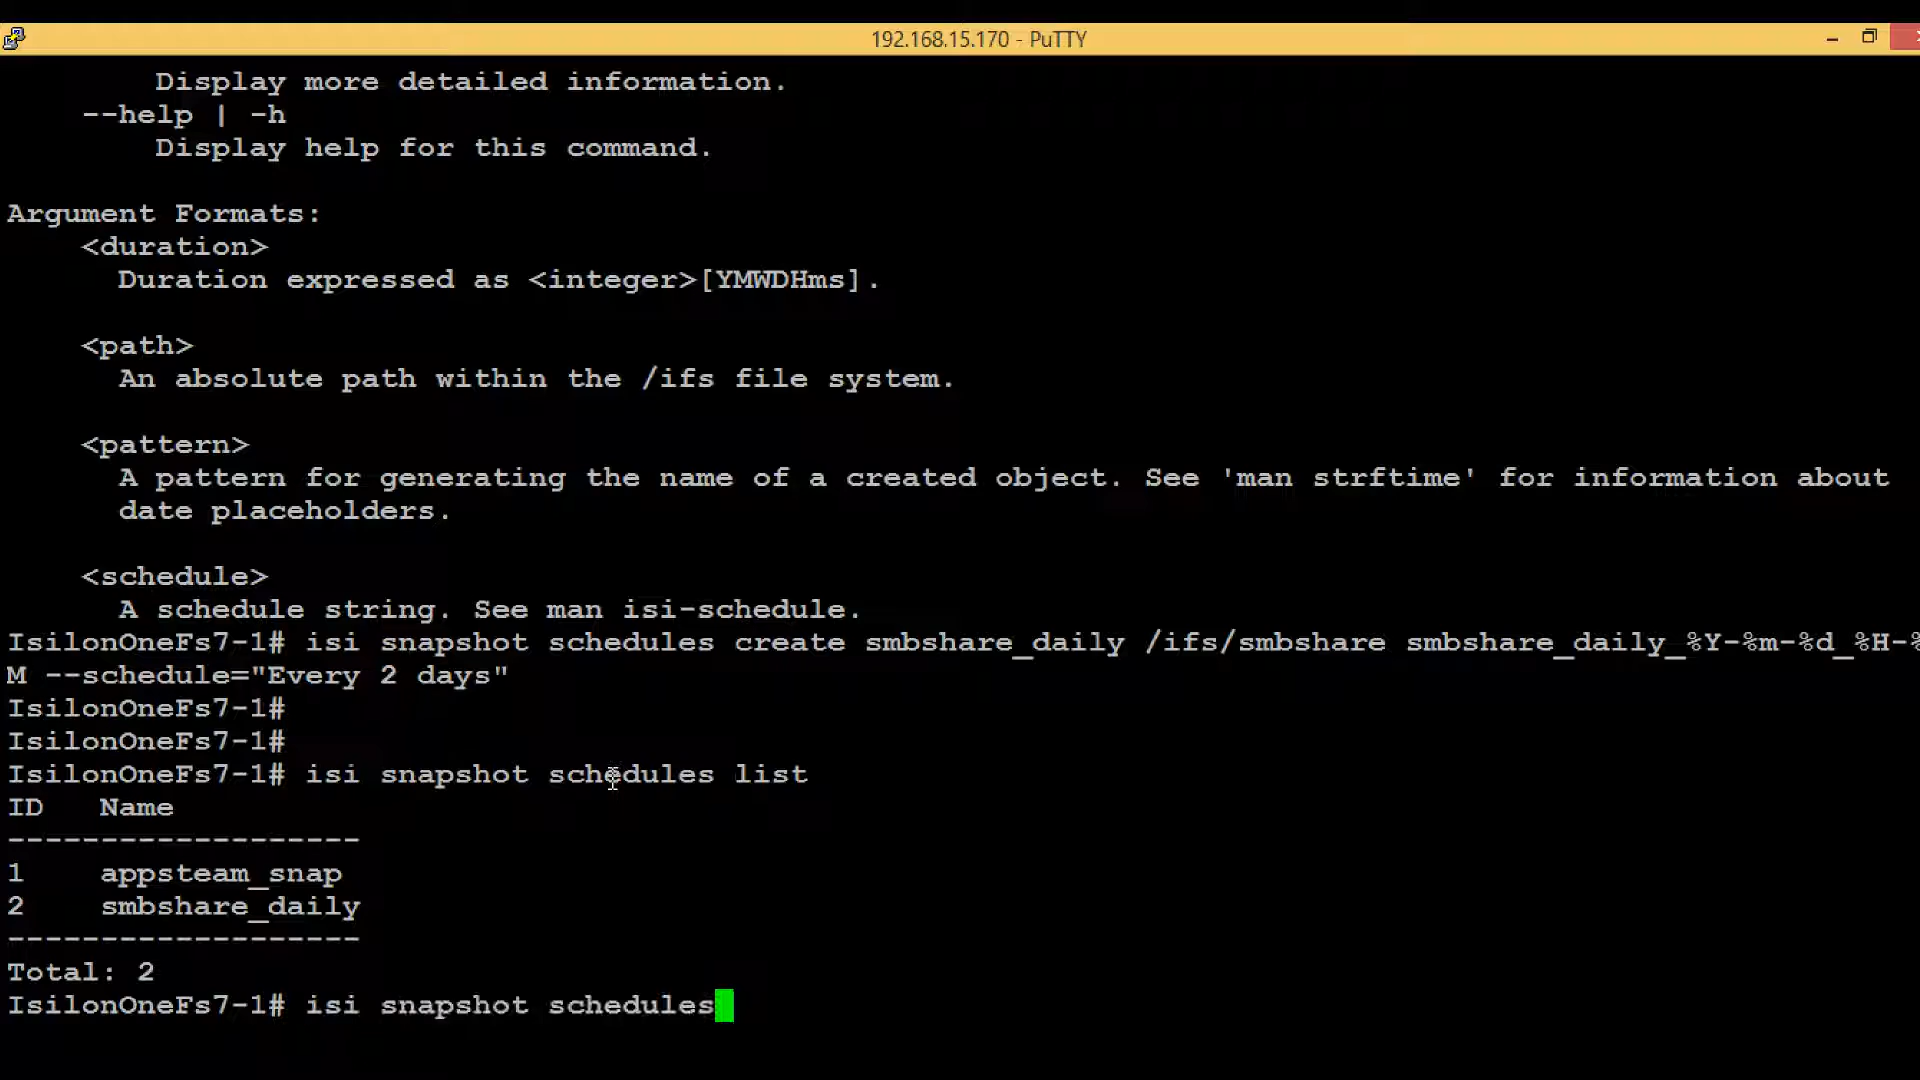 192.168.15.170 - PuTTY
Display more detailed information.
--help | -h
Display help for this command.
Argument Formats:
<duration>
Duration expressed as <integer>[YMWDHms].
<path>
An absolute path within the /ifs file system.
<pattern>
A pattern for generating the name of a created object. See 'man strftime' for information about
date placeholders.
<schedule>
A schedule string. See man isi-schedule.
IsilonOneFs7-1# isi snapshot schedules create smbshare_daily /ifs/smbshare smbshare_daily_%Y-%m-%d_%H-%
M --schedule="Every 2 days"
IsilonOneFs7-1#
IsilonOneFs7-1#
IsilonOneFs7-1# isi snapshot schedules list
ID Name
-------------------
1 appsteam_snap
2 smbshare_daily
-------------------
Total: 2
IsilonOneFs7-1# isi snapshot schedules